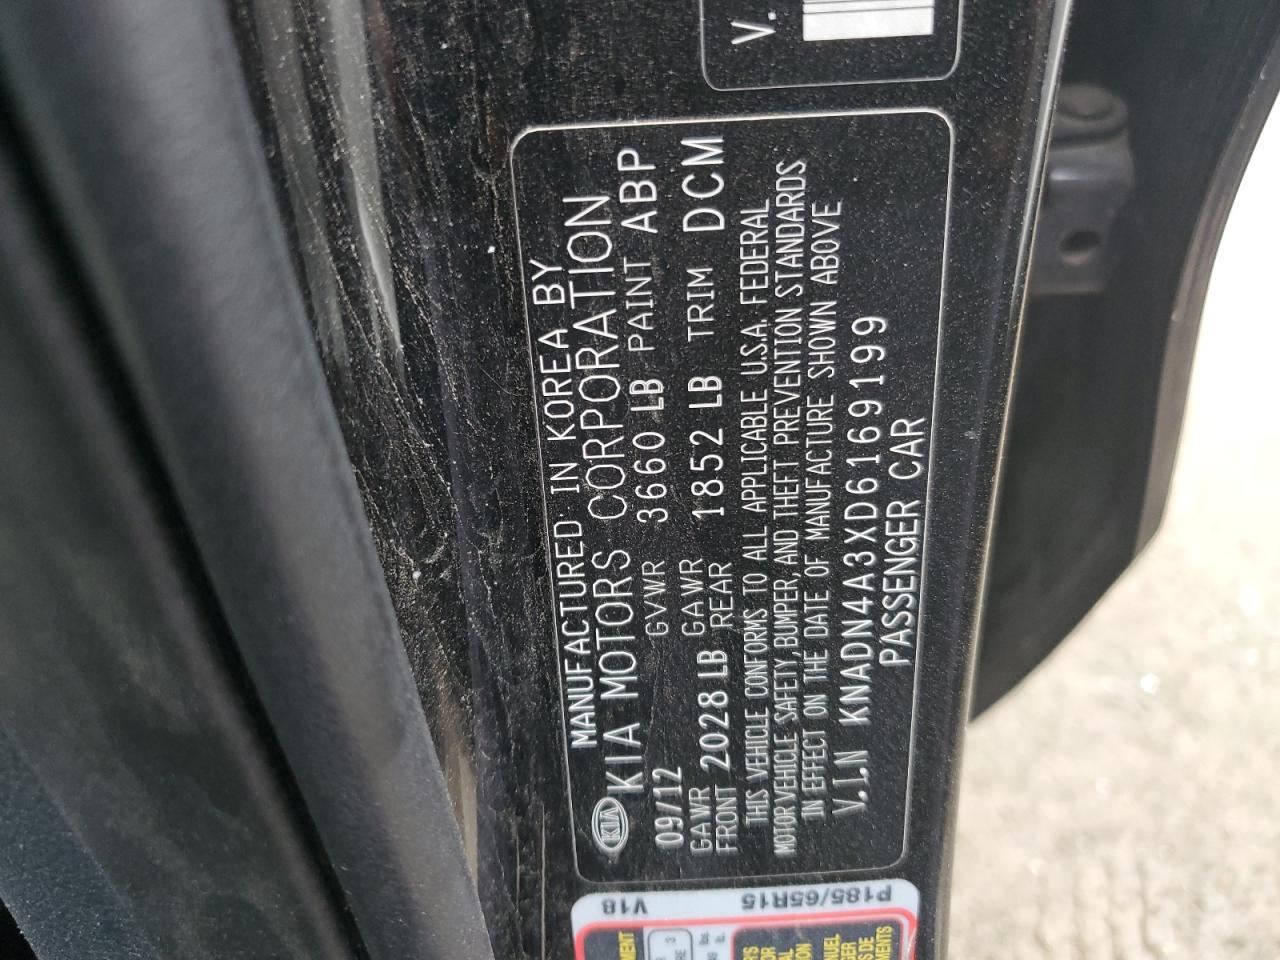 V.
MANUFACTURED IN KOREA BY
KIA KIA MOTORS CORPORATION
09/12 GVWR 3660 LB PAINT ABP
GAWR FRONT 2028 LB GAWR REAR 1852 LB TRIM DCM
THIS VEHICLE CONFORMS TO ALL APPLICABLE U.S.A. FEDERAL
MOTOR VEHICLE SAFETY, BUMPER, AND THEFT PREVENTION STANDARDS
IN EFFECT ON THE DATE OF MANUFACTURE SHOWN ABOVE
V.I.N KNADN4A3XD6169199
PASSENGER CAR
P185/65R15
V18